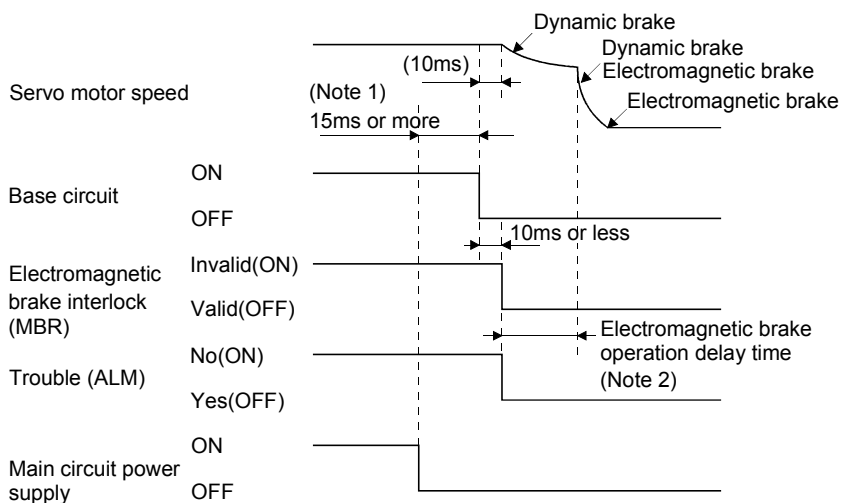 Dynamic brake
Dynamic brake
Electromagnetic brake
Electromagnetic brake
(10ms)
Servo motor speed
(Note 1)
15ms or more
Base circuit
ON
OFF
10ms or less
Electromagnetic
brake interlock
(MBR)
Invalid(ON)
Valid(OFF)
Electromagnetic brake
operation delay time
(Note 2)
Trouble (ALM)
No(ON)
Yes(OFF)
Main circuit power
supply
ON
OFF